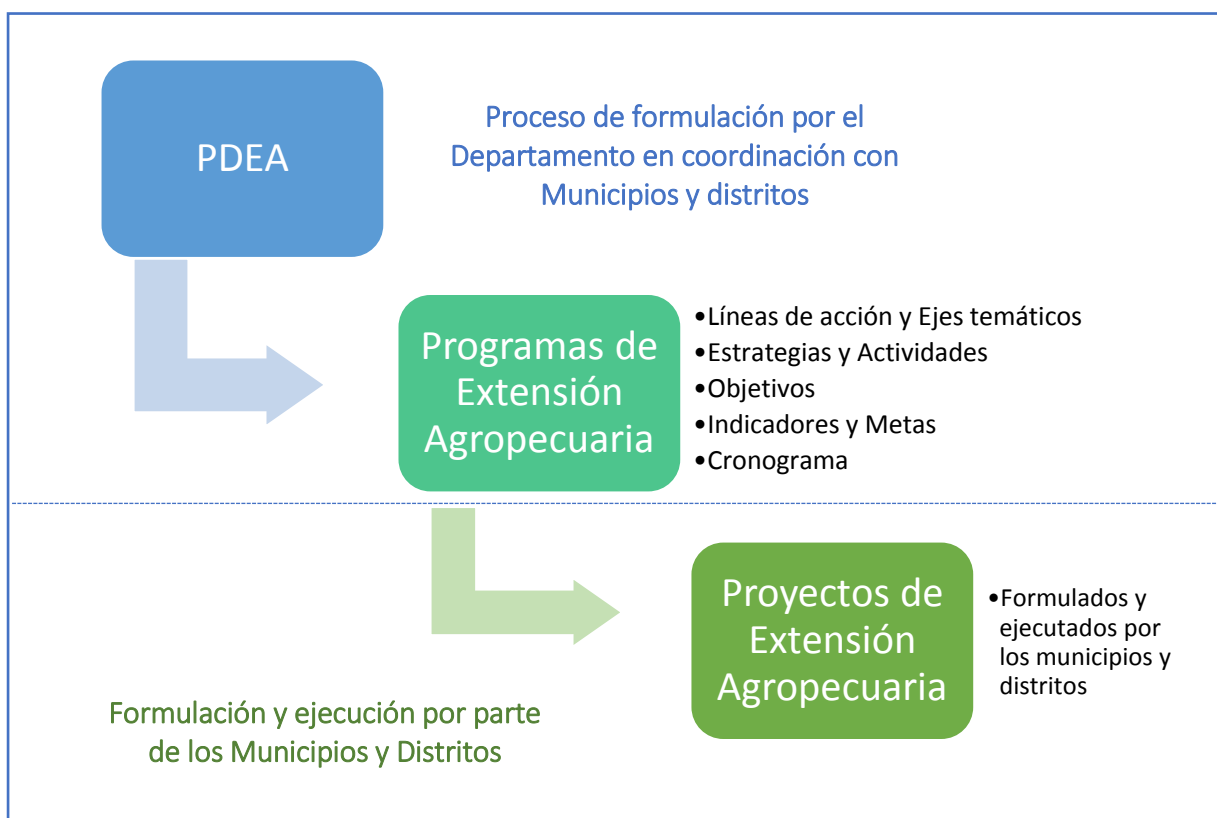 PDEA
Proceso de formulación por el
Departamento en coordinación con
Municipios y distritos
Programas de
Extensión
Agropecuaria
•Líneas de acción y Ejes temáticos
•Estrategias y Actividades
•Objetivos
•Indicadores y Metas
•Cronograma
Proyectos de
Extensión
Agropecuaria
•Formulados y
ejecutados por
los municipios y
distritos
Formulación y ejecución por parte
de los Municipios y Distritos